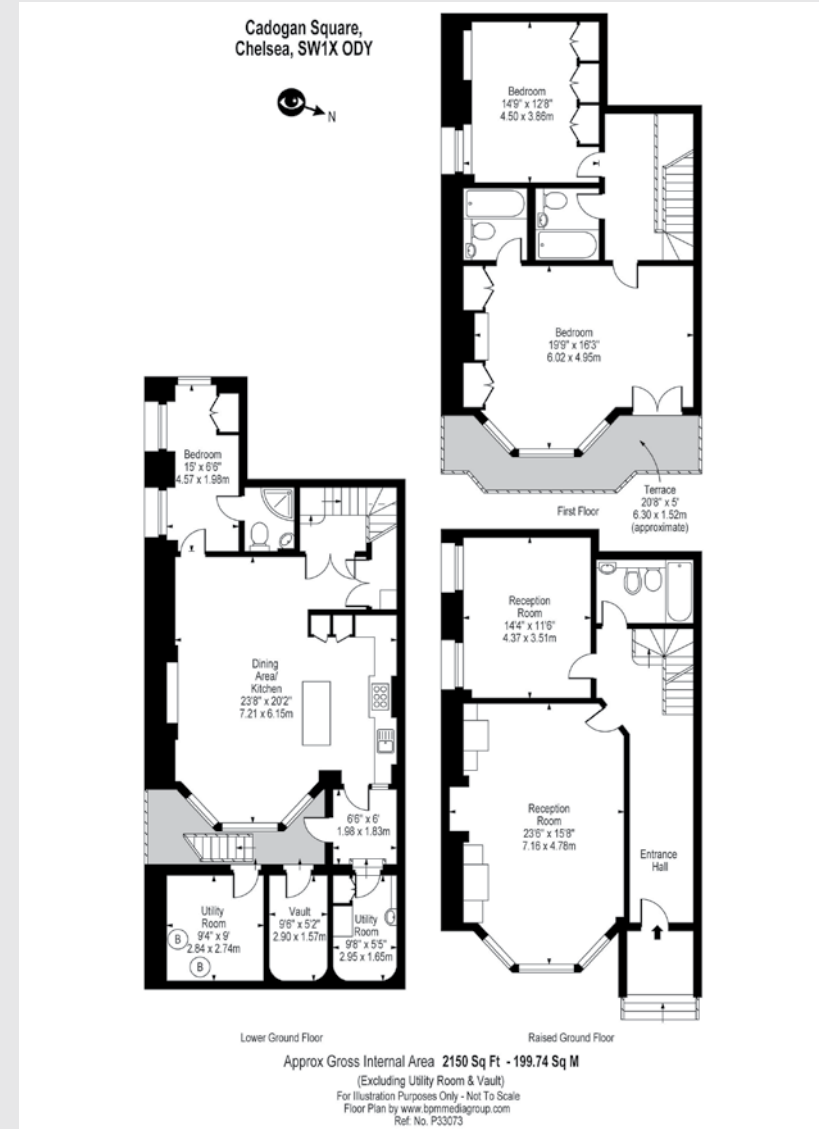 Cadogan Square,
Chelsea, SW1X ODY
N
Bedroom
14'9" x 12'8"
4.50 x 3.86m
Bedroom
19'9" x 16'3"
6.02 x 4.95m
Terrace
20'8" x 5'
6.30 x 1.52m
(approximate)
First Floor
Bedroom
15' x 6'6"
4.57 x 1.98m
Dining
Area/
Kitchen
23'8" x 20'2"
7.21 x 6.15m
6'6" x 6'
1.98 x 1.83m
Utility
Room
9'4" x 9'
2.84 x 2.74m
B
B
Vault
9'6" x 5'2"
2.90 x 1.57m
Utility
Room
9'8" x 5'5"
2.95 x 1.65m
Lower Ground Floor
Reception
Room
14'4" x 11'6"
4.37 x 3.51m
Reception
Room
23'6" x 15'8"
7.16 x 4.78m
Entrance
Hall
Raised Ground Floor
Approx Gross Internal Area 2150 Sq Ft - 199.74 Sq M
(Excluding Utility Room & Vault)
For Illustration Purposes Only - Not To Scale
Floor Plan by www.bpmmediagroup.com
Ref: No. P33073